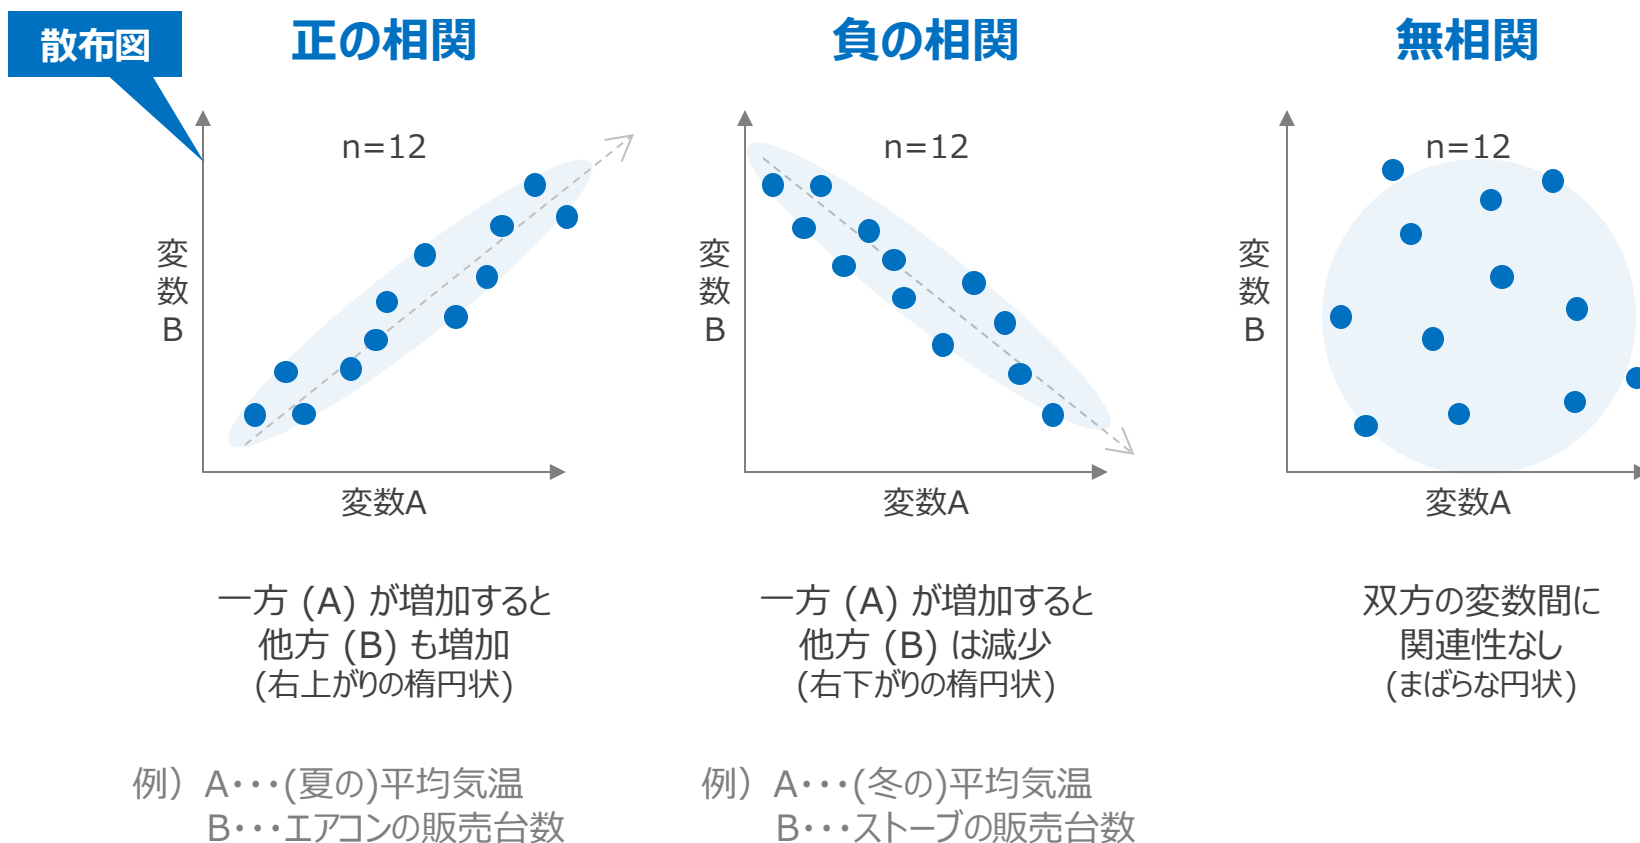 散布図
正の相関
n=12
変数B
変数A
一方 (A) が増加すると
他方 (B) も増加
(右上がりの楕円状)
例）A･･･(夏の)平均気温
B･･･エアコンの販売台数
負の相関
n=12
変数B
変数A
一方 (A) が増加すると
他方 (B) は減少
(右下がりの楕円状)
例）A･･･(冬の)平均気温
B･･･ストーブの販売台数
無相関
n=12
変数B
変数A
双方の変数間に
関連性なし
(まばらな円状)